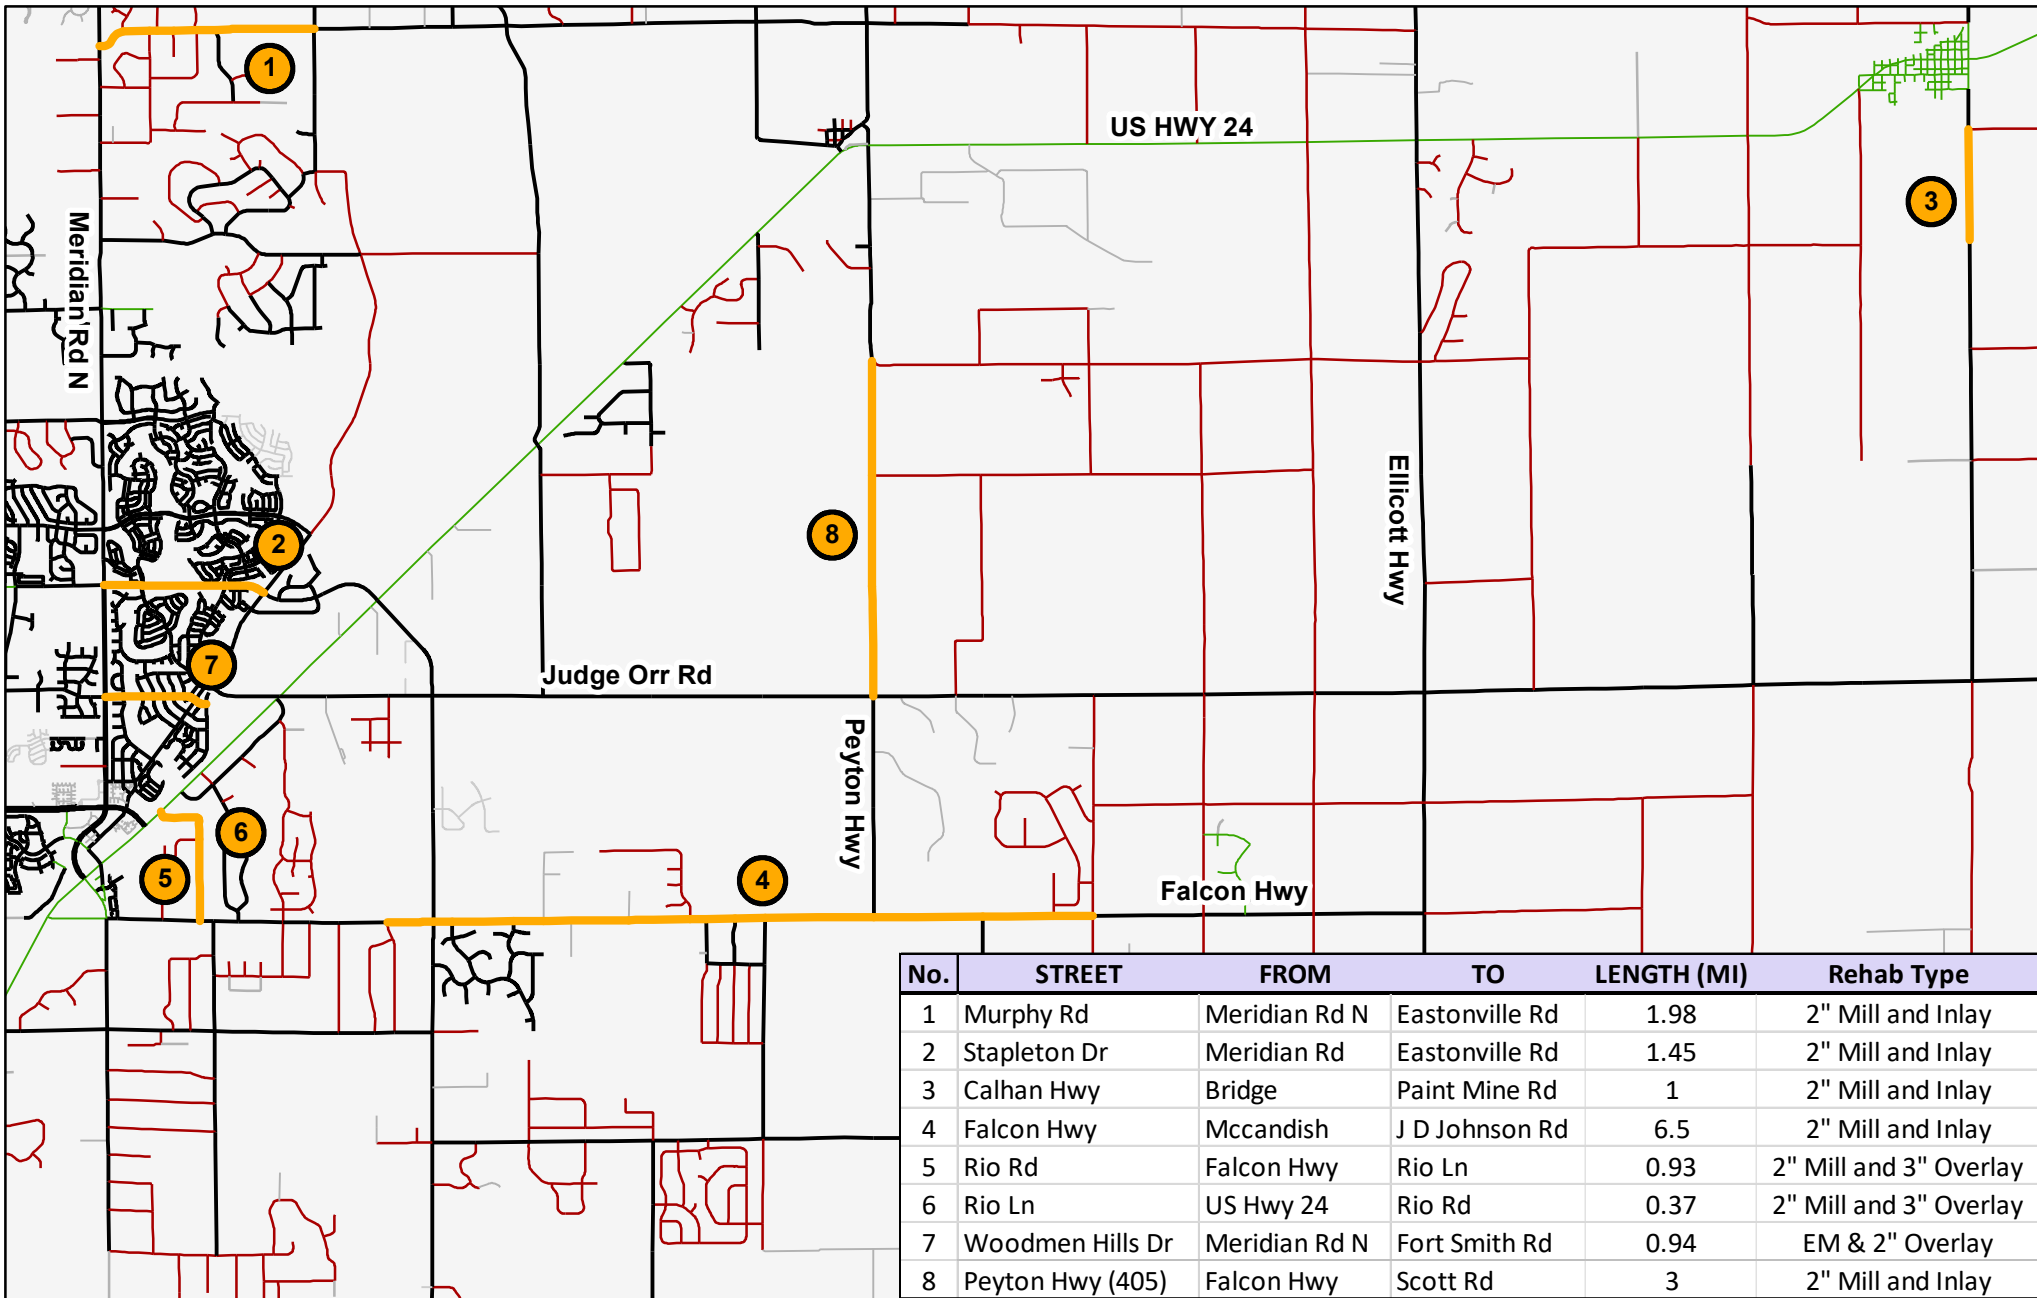 1
US HWY 24
3
Meridian Rd N
Ellicott Hwy
2
8
7
Judge Orr Rd
Peyton Hwy
6
5
4
Falcon Hwy
No. STREET FROM TO LENGTH (MI) Rehab Type
1 Murphy Rd Meridian Rd N Eastonville Rd 1.98 2" Mill and Inlay
2 Stapleton Dr Meridian Rd Eastonville Rd 1.45 2" Mill and Inlay
3 Calhan Hwy Bridge Paint Mine Rd 1 2" Mill and Inlay
4 Falcon Hwy Mccandish J D Johnson Rd 6.5 2" Mill and Inlay
5 Rio Rd Falcon Hwy Rio Ln 0.93 2" Mill and 3" Overlay
6 Rio Ln US Hwy 24 Rio Rd 0.37 2" Mill and 3" Overlay
7 Woodmen Hills Dr Meridian Rd N Fort Smith Rd 0.94 EM & 2" Overlay
8 Peyton Hwy (405) Falcon Hwy Scott Rd 3 2" Mill and Inlay